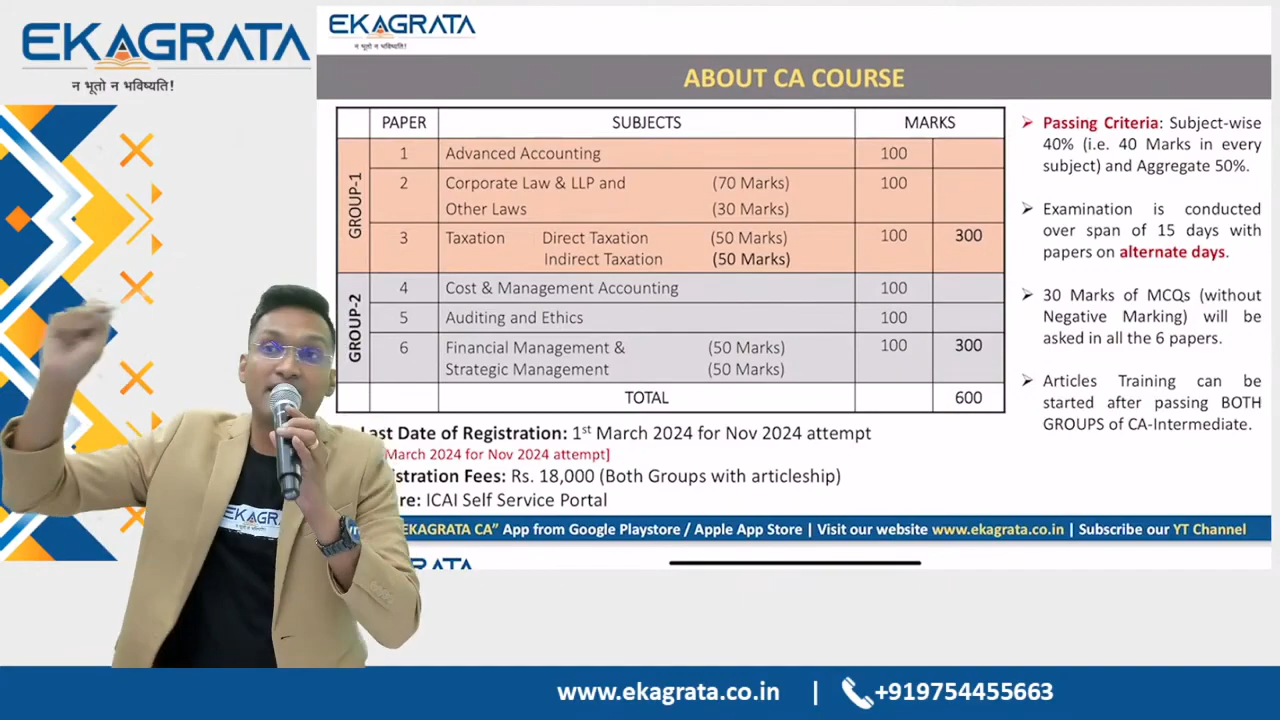 EKAGRATA
न भूतो न भविष्यति!
EKAGRATA
न भूतो न भविष्यति!
ABOUT CA COURSE
PAPER SUBJECTS MARKS
GROUP-1
1 Advanced Accounting 100
2 Corporate Law & LLP and (70 Marks) 100
Other Laws (30 Marks)
3 Taxation Direct Taxation (50 Marks) 100 300
Indirect Taxation (50 Marks)
GROUP-2
4 Cost & Management Accounting 100
5 Auditing and Ethics 100
6 Financial Management & (50 Marks) 100 300
Strategic Management (50 Marks)
TOTAL 600
Last Date of Registration: 1st March 2024 for Nov 2024 attempt
March 2024 for Nov 2024 attempt]
Fees: Rs. 18,000 (Both Groups with articleship)
ICAI Self Service Portal
➢ Passing Criteria: Subject-wise
40% (i.e. 40 Marks in every
subject) and Aggregate 50%.
➢ Examination is conducted
over span of 15 days with
papers on alternate days.
➢ 30 Marks of MCQs (without
Negative Marking) will be
asked in all the 6 papers.
➢ Articles Training can be
started after passing BOTH
GROUPS of CA-Intermediate.
EKAGRATA CA” App from Google Playstore / Apple App Store | Visit our website www.ekagrata.co.in | Subscribe our YT Channel
EKAGRATA
www.ekagrata.co.in | +919754455663